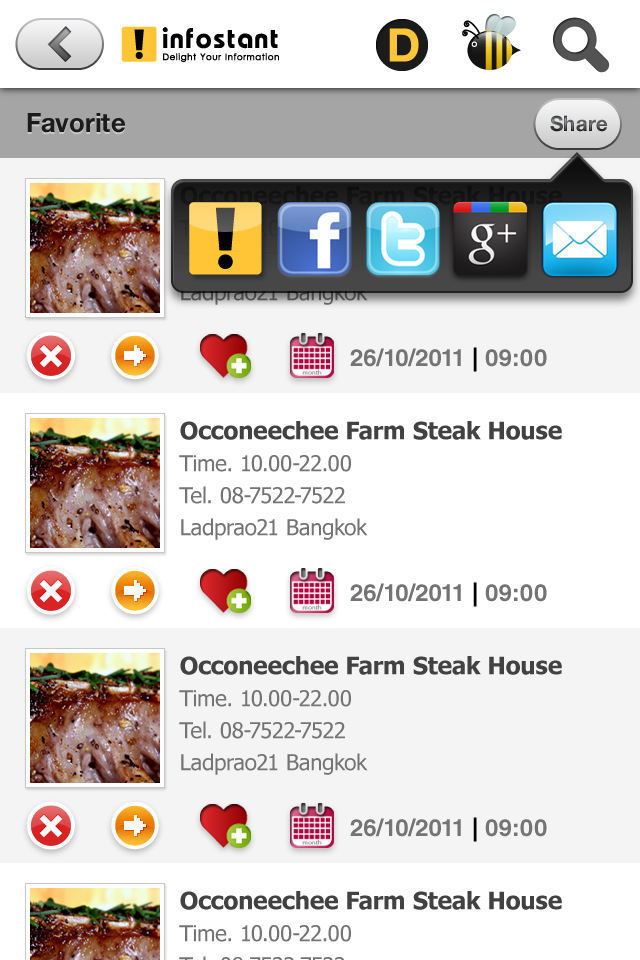 ! infostant
Delight Your Information
D
Favorite
Share
Occoneechee Farm Steak House
! f t g+
Ladprao21 Bangkok
month
26/10/2011 | 09:00
Occoneechee Farm Steak House
Time. 10.00-22.00
Tel. 08-7522-7522
Ladprao21 Bangkok
month
26/10/2011 | 09:00
Occoneechee Farm Steak House
Time. 10.00-22.00
Tel. 08-7522-7522
Ladprao21 Bangkok
month
26/10/2011 | 09:00
Occoneechee Farm Steak House
Time. 10.00-22.00